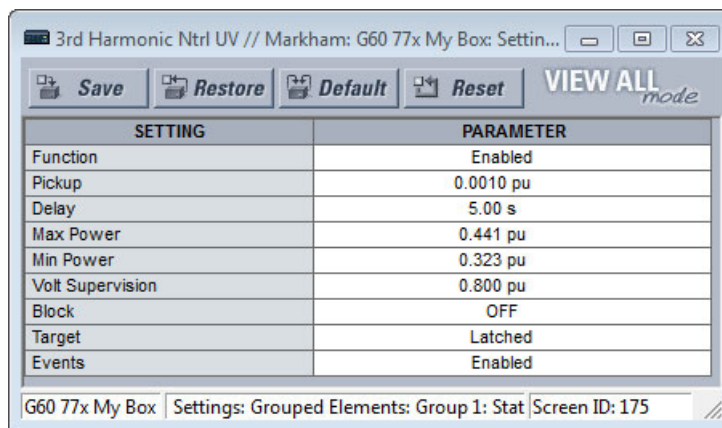 3rd Harmonic Ntrl UV // Markham: G60 77x My Box: Settin...
Save Restore Default Reset VIEW ALL mode
SETTING PARAMETER
Function Enabled
Pickup 0.0010 pu
Delay 5.00 s
Max Power 0.441 pu
Min Power 0.323 pu
Volt Supervision 0.800 pu
Block OFF
Target Latched
Events Enabled
G60 77x My Box Settings: Grouped Elements: Group 1: Stat Screen ID: 175